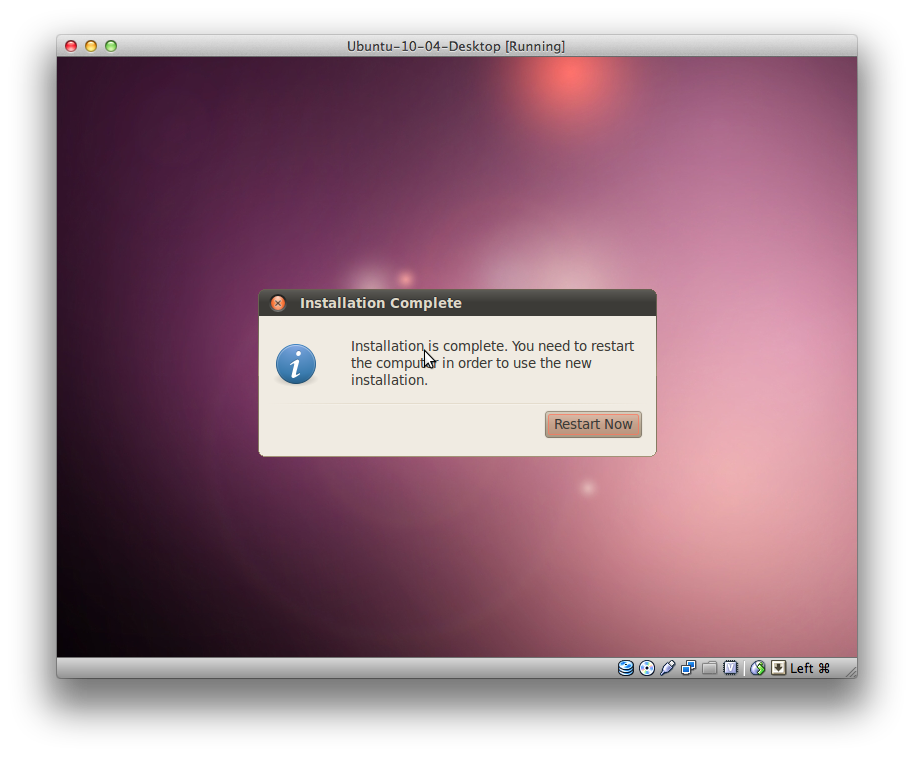 Ubuntu-10-04-Desktop [Running]
Installation Complete
Installation is complete. You need to restart
the computer in order to use the new
installation.
Restart Now
Left ⌘